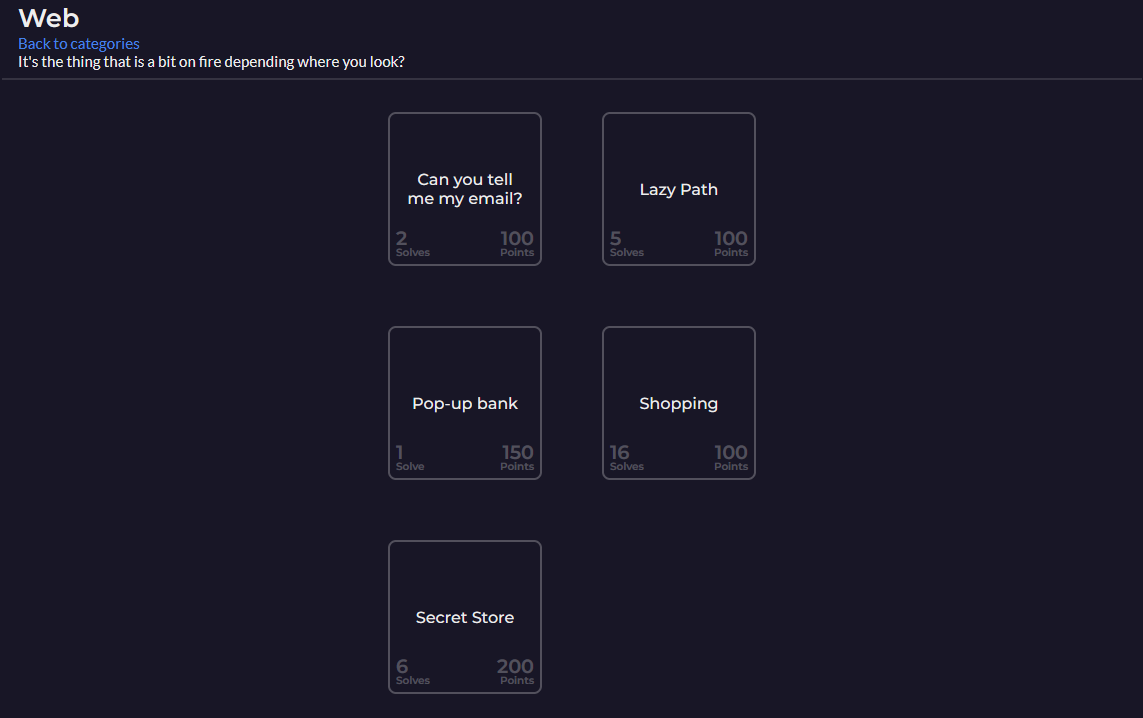 Web
Back to categories
It's the thing that is a bit on fire depending where you look?
Can you tell
me my email?
2 100
Solves Points
Lazy Path
5 100
Solves Points
Pop-up bank
1 150
Solve Points
Shopping
16 100
Solves Points
Secret Store
6 200
Solves Points